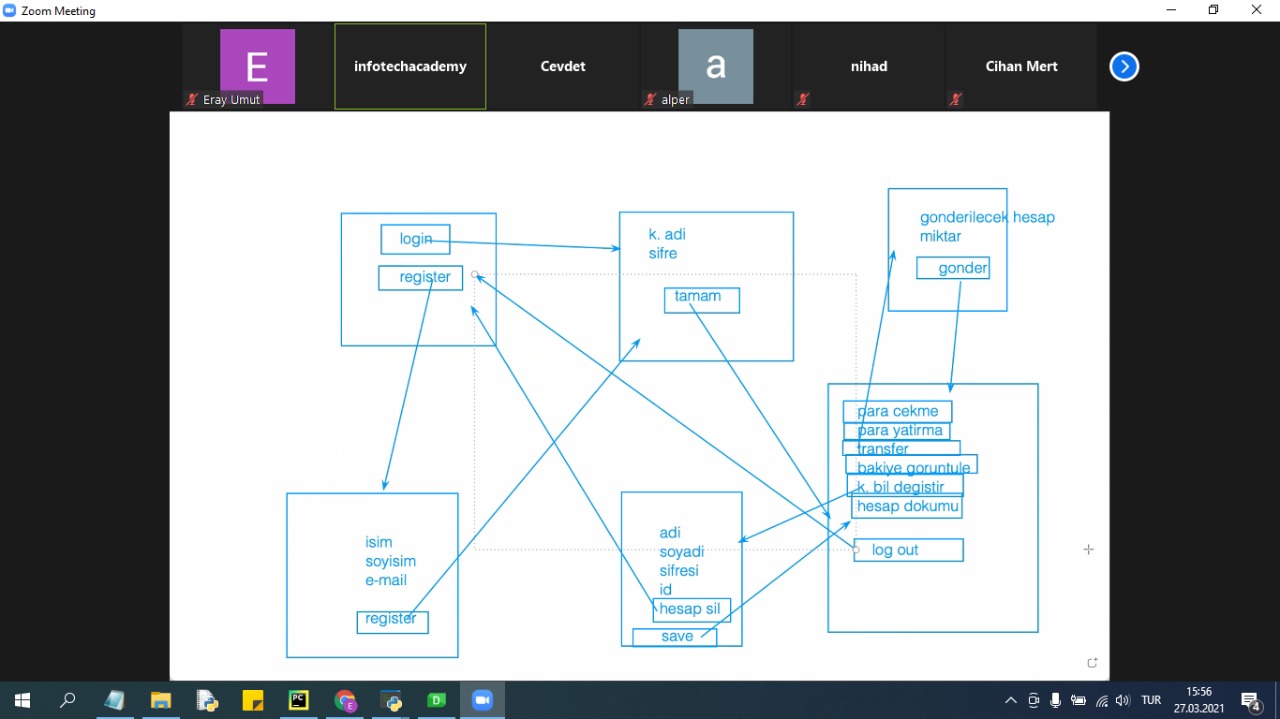 Zoom Meeting
E
Eray Umut
infotechacademy
Cevdet
a
alper
nihad
Cihan Mert
login
register
k. adi
sifre
tamam
gonderilecek hesap
miktar
gonder
para cekme
para yatirma
transfer
bakiye goruntule
k. bil degistir
hesap dokumu
log out
isim
soyisim
e-mail
register
adi
soyadi
sifresi
id
hesap sil
save
PC
E
D
TUR
15:56
27.03.2021
4